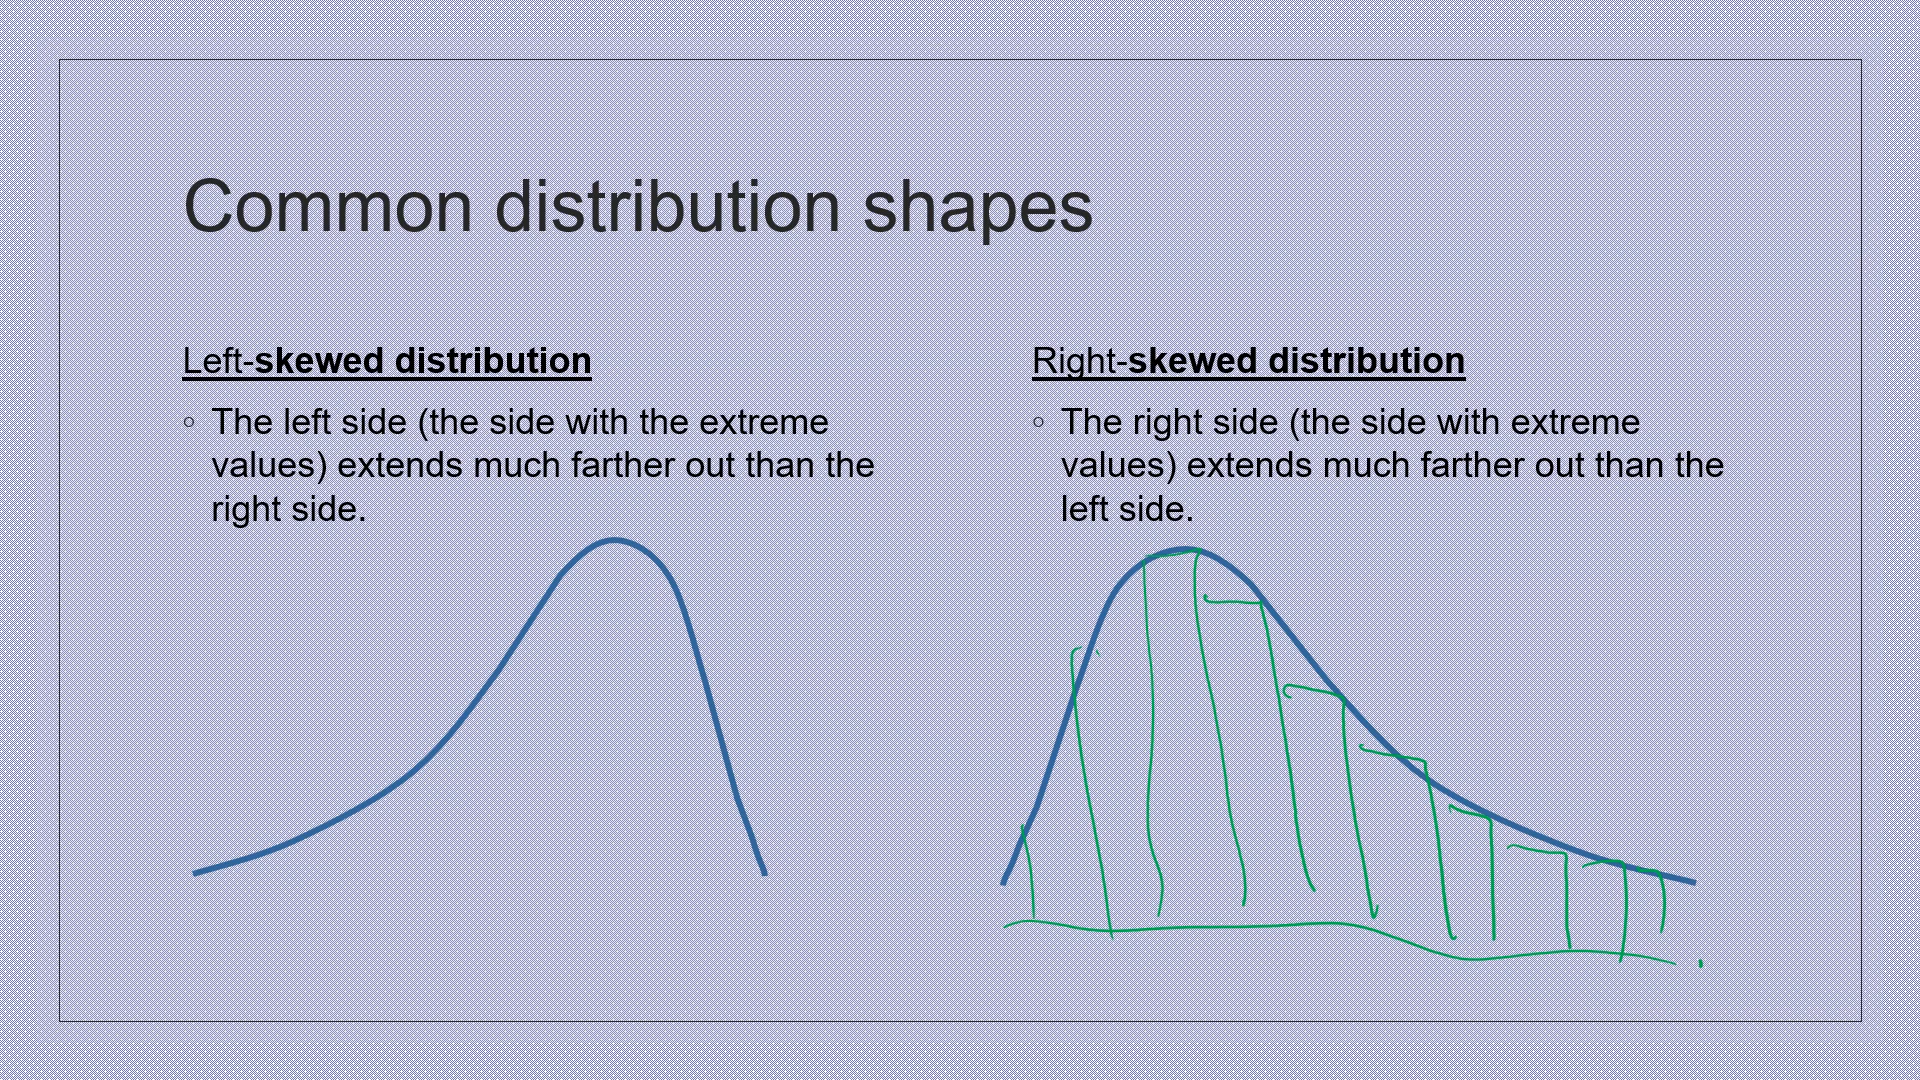 Common distribution shapes
Left-skewed distribution
◦ The left side (the side with the extreme
values) extends much farther out than the
right side.
Right-skewed distribution
◦ The right side (the side with extreme
values) extends much farther out than the
left side.